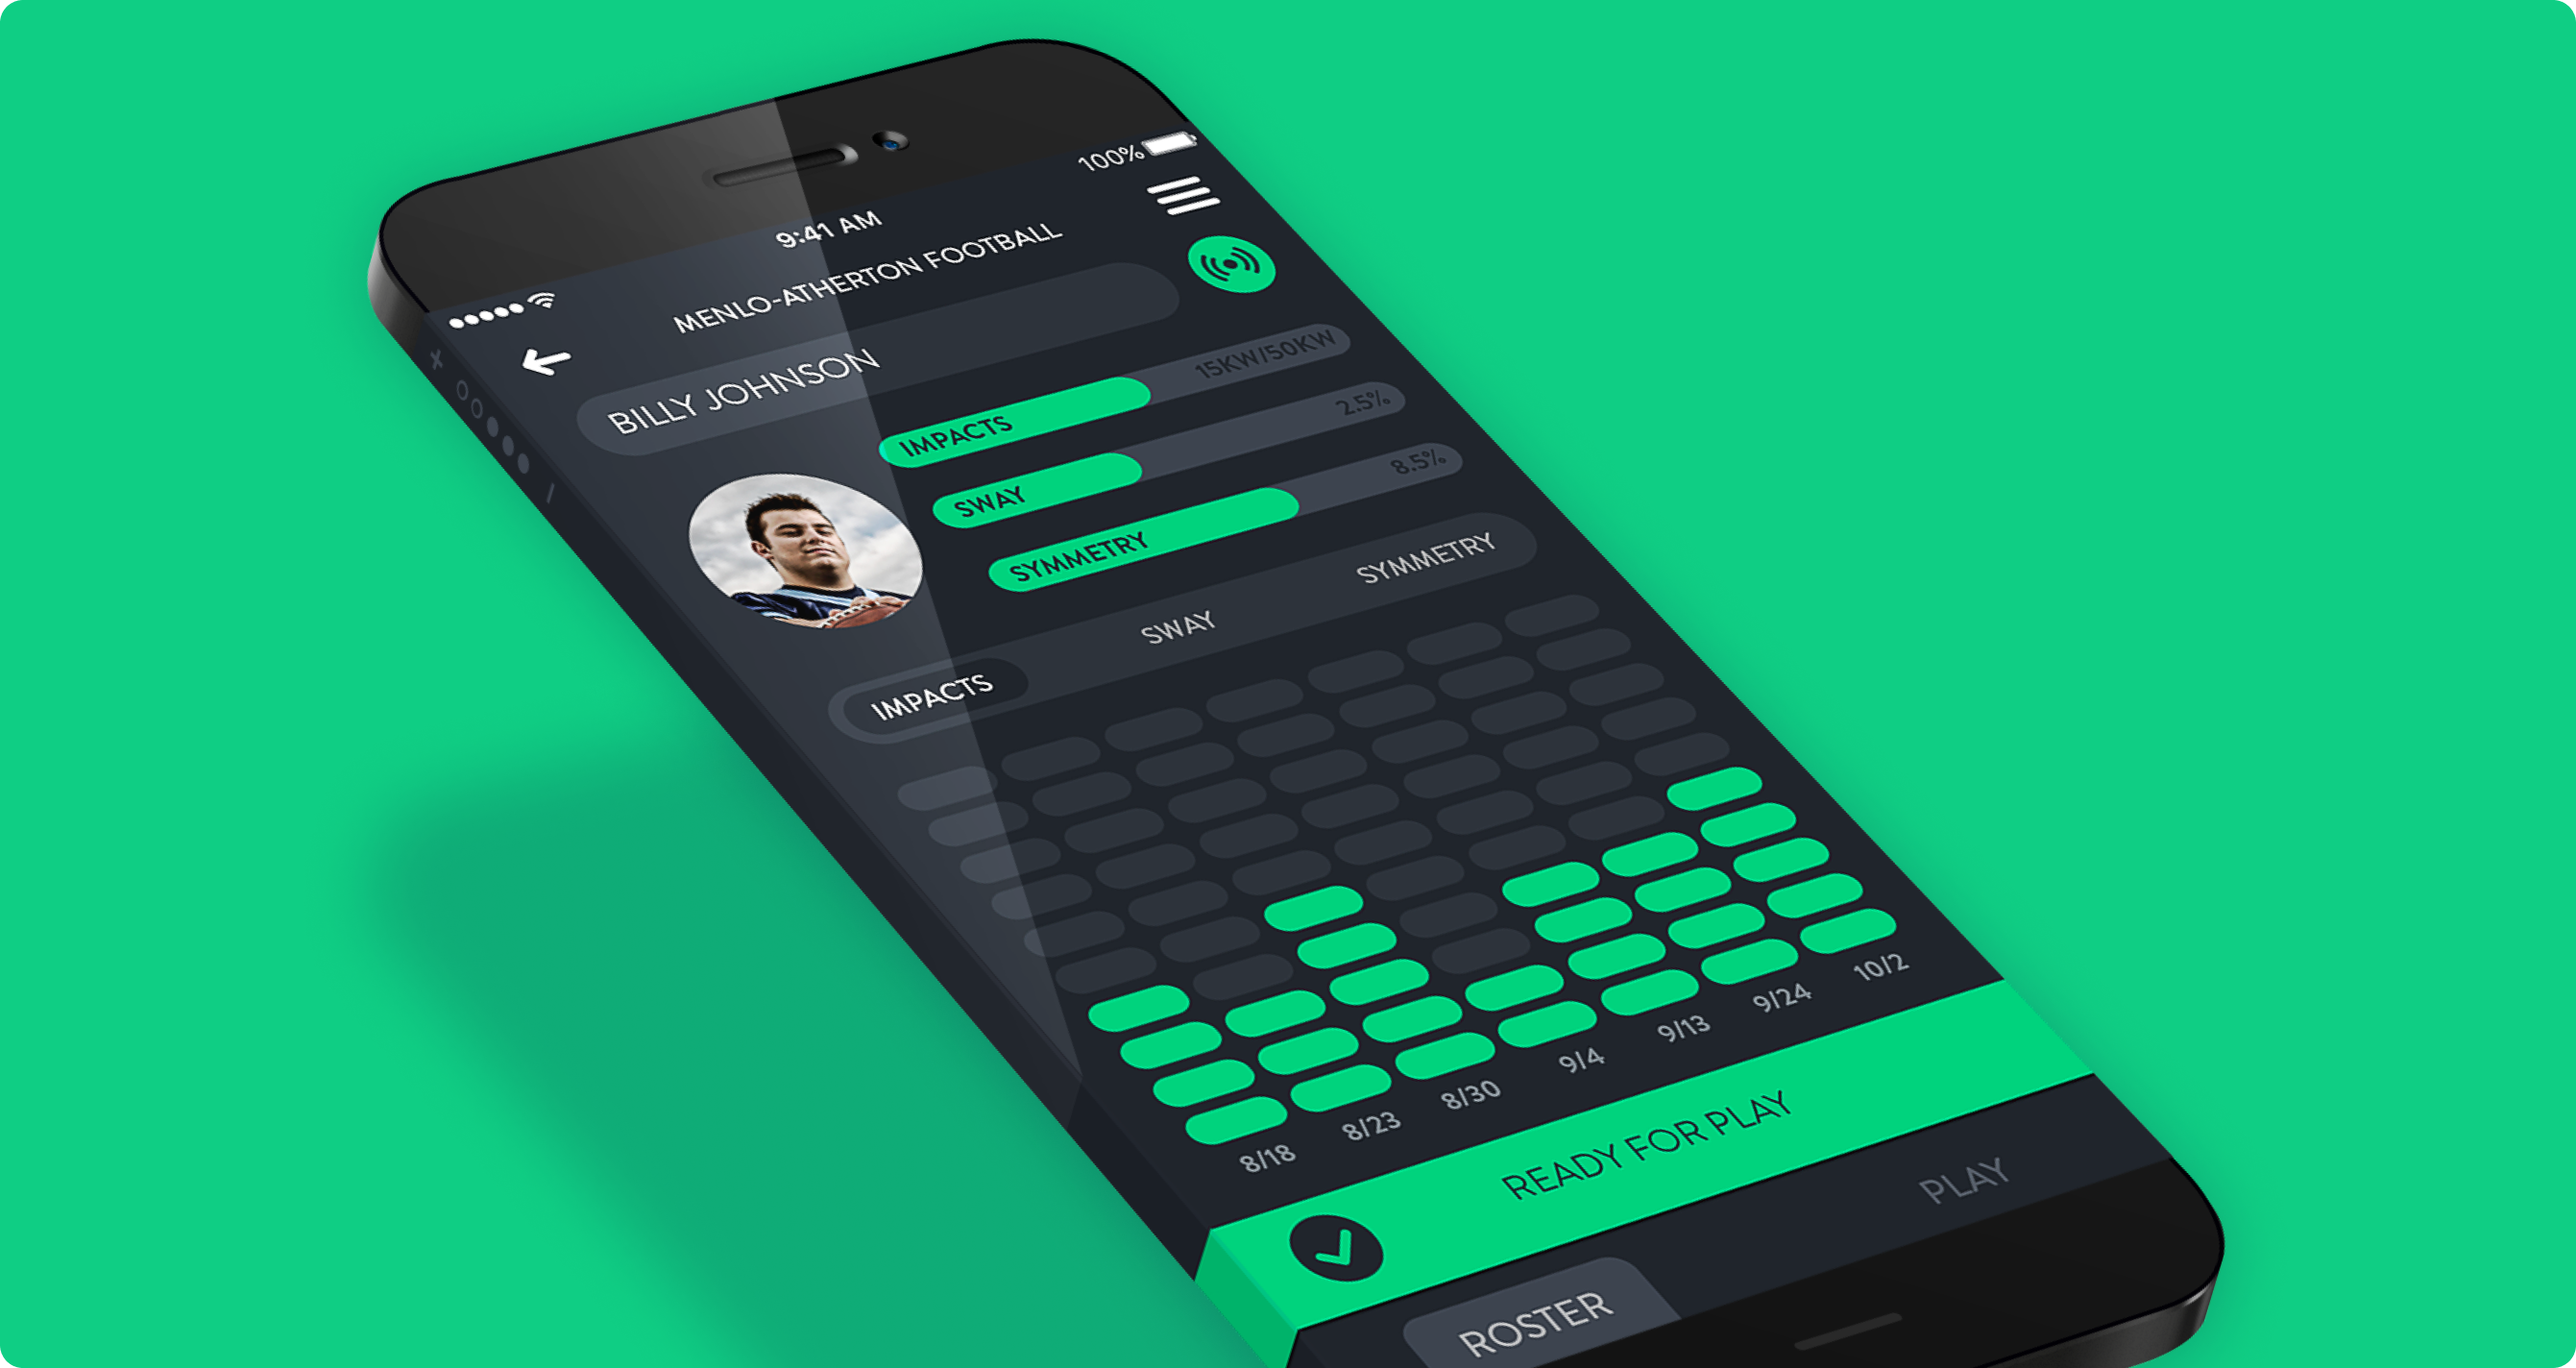 100%
9:41 AM
MENLO-ATHERTON FOOTBALL
BILLY JOHNSON
IMPACTS 15KW/50KW
SWAY 2.5%
SYMMETRY 8.5%
IMPACTS SWAY SYMMETRY
8/18 8/23 8/30 9/4 9/13 9/24 10/2
READY FOR PLAY
ROSTER PLAY